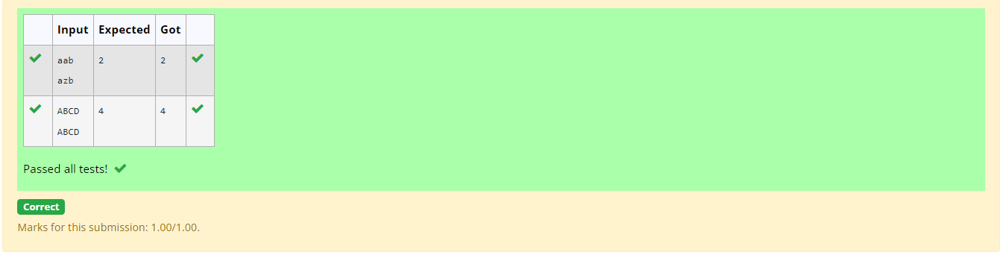 Input Expected Got
aab 2 2
azb
ABCD 4 4
ABCD
Passed all tests!
Correct
Marks for this submission: 1.00/1.00.